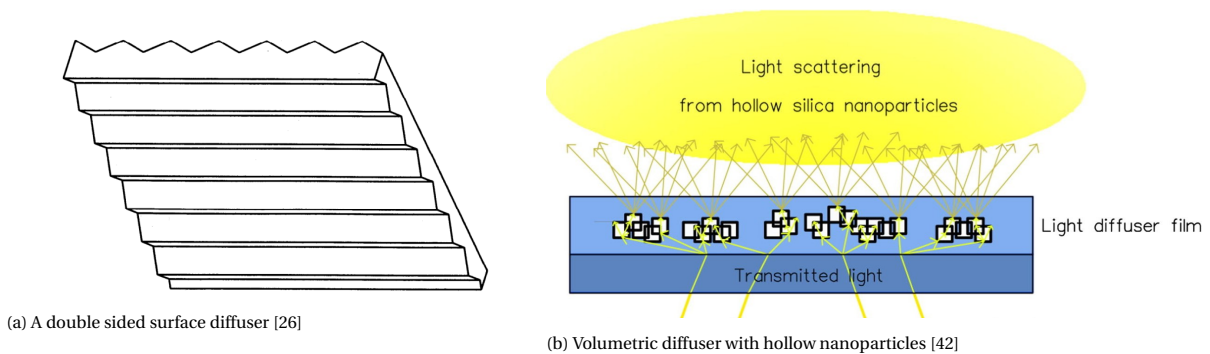 Light scattering
from hollow silica nanoparticles
Light diffuser film
Transmitted light
(a) A double sided surface diffuser [26]
(b) Volumetric diffuser with hollow nanoparticles [42]